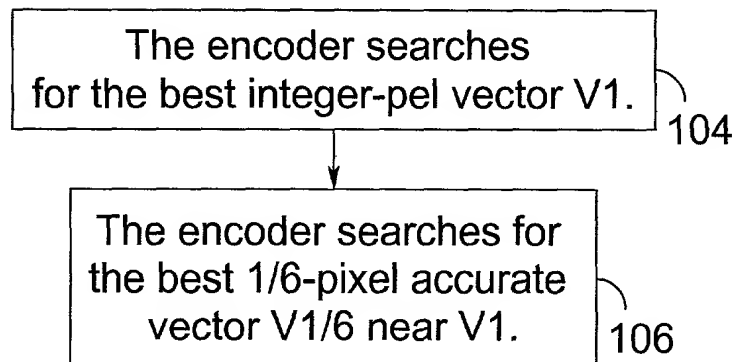 The encoder searches
for the best integer-pel vector V1.
104
The encoder searches for
the best 1/6-pixel accurate
vector V1/6 near V1.
106